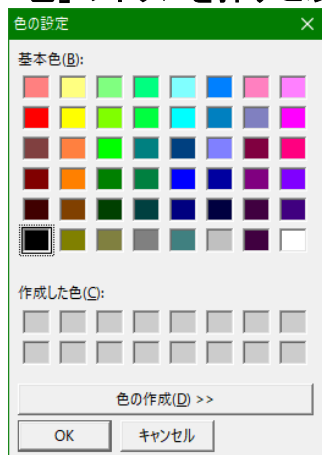 色の設定
基本色(B):
作成した色(C):
色の作成(D) >>
OK
キャンセル